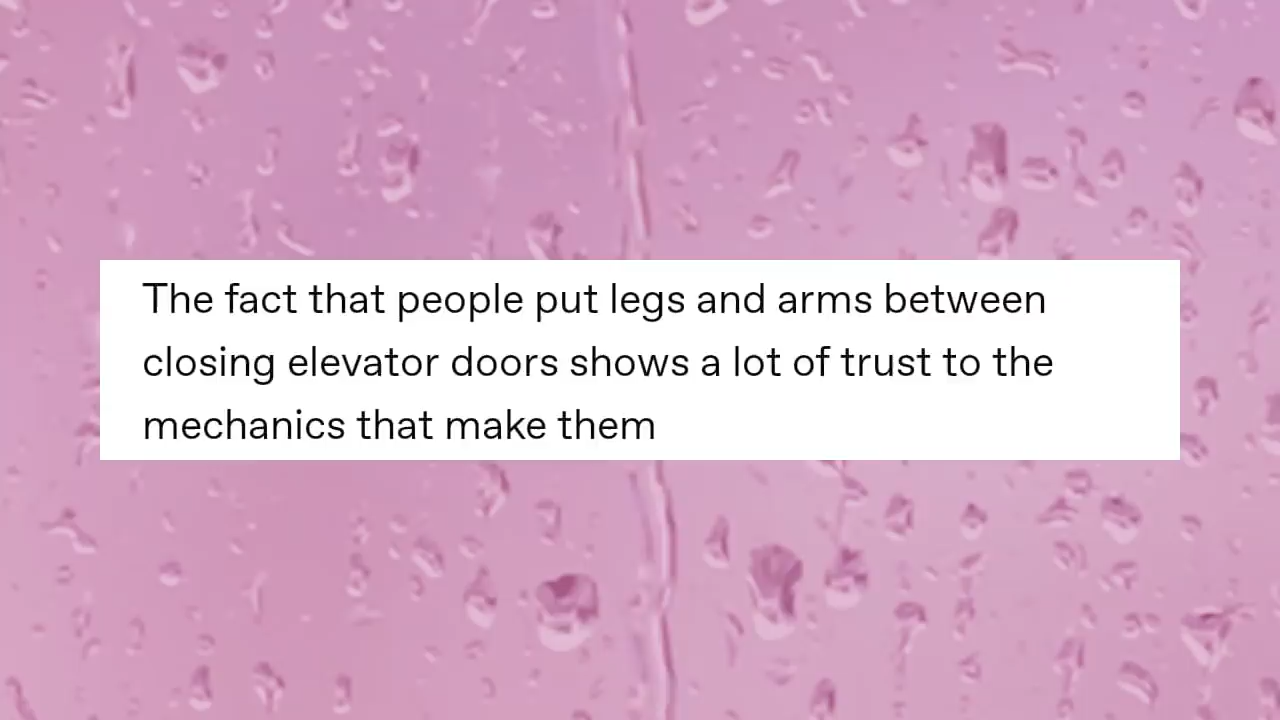 The fact that people put legs and arms between
closing elevator doors shows a lot of trust to the
mechanics that make them